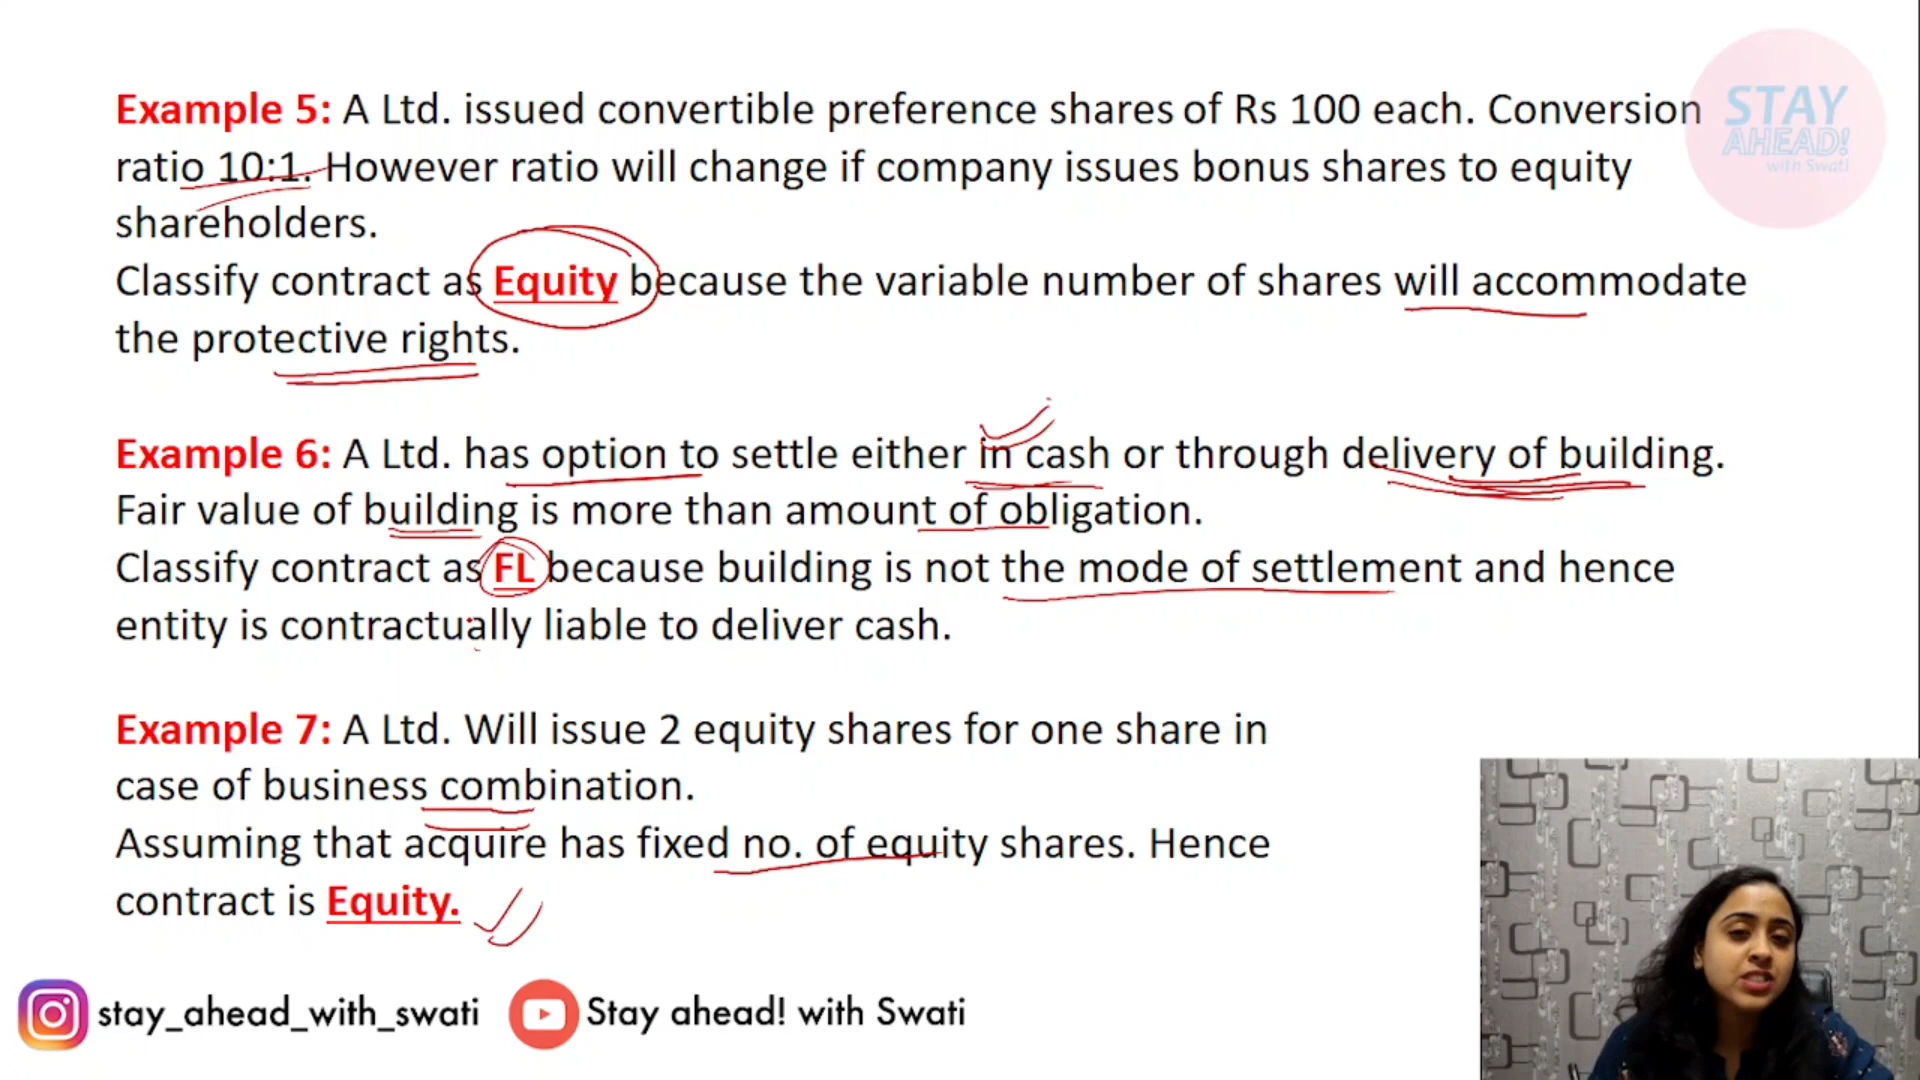 Example 5: A Ltd. issued convertible preference shares of Rs 100 each. Conversion
ratio 10:1. However ratio will change if company issues bonus shares to equity
shareholders.
Classify contract as Equity because the variable number of shares will accommodate
the protective rights.
Example 6: A Ltd. has option to settle either in cash or through delivery of building.
Fair value of building is more than amount of obligation.
Classify contract as FL because building is not the mode of settlement and hence
entity is contractually liable to deliver cash.
Example 7: A Ltd. Will issue 2 equity shares for one share in
case of business combination.
Assuming that acquire has fixed no. of equity shares. Hence
contract is Equity.
STAY
AHEAD!
with Swati
stay_ahead_with_swati
Stay ahead! with Swati